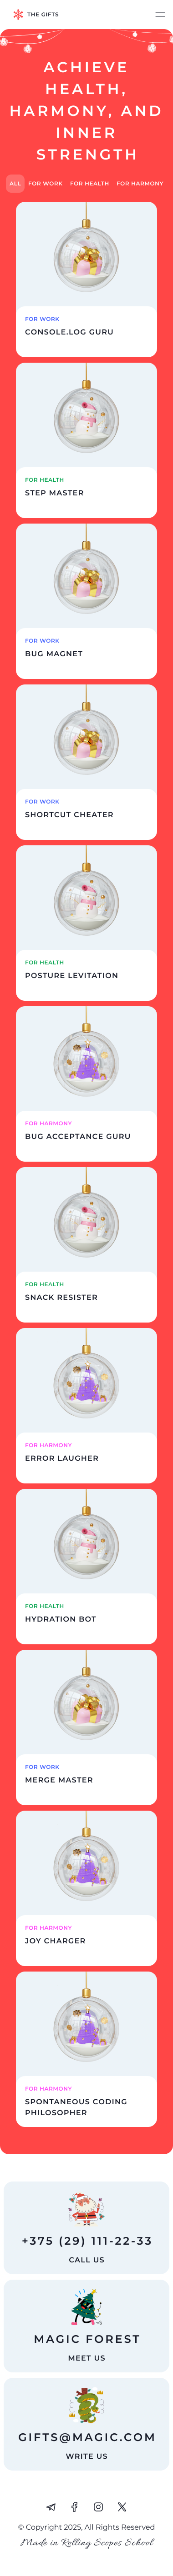 THE GIFTS
ACHIEVE
HEALTH,
HARMONY, AND
INNER
STRENGTH
ALL FOR WORK FOR HEALTH FOR HARMONY
FOR WORK
CONSOLE.LOG GURU
FOR HEALTH
STEP MASTER
FOR WORK
BUG MAGNET
FOR WORK
SHORTCUT CHEATER
FOR HEALTH
POSTURE LEVITATION
FOR HARMONY
BUG ACCEPTANCE GURU
FOR HEALTH
SNACK RESISTER
FOR HARMONY
ERROR LAUGHER
FOR HEALTH
HYDRATION BOT
FOR WORK
MERGE MASTER
FOR HARMONY
JOY CHARGER
FOR HARMONY
SPONTANEOUS CODING
PHILOSOPHER
+375 (29) 111-22-33
CALL US
MAGIC FOREST
MEET US
GIFTS@MAGIC.COM
WRITE US
© Copyright 2025, All Rights Reserved
Made in Rolling Scopes School